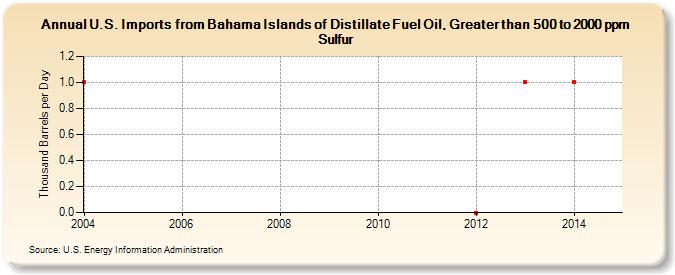 Annual U.S. Imports from Bahama Islands of Distillate Fuel Oil, Greater than 500 to 2000 ppm
Sulfur
Thousand Barrels per Day
1.2
1.0
0.8
0.6
0.4
0.2
0.0
2004 2006 2008 2010 2012 2014
Source: U.S. Energy Information Administration